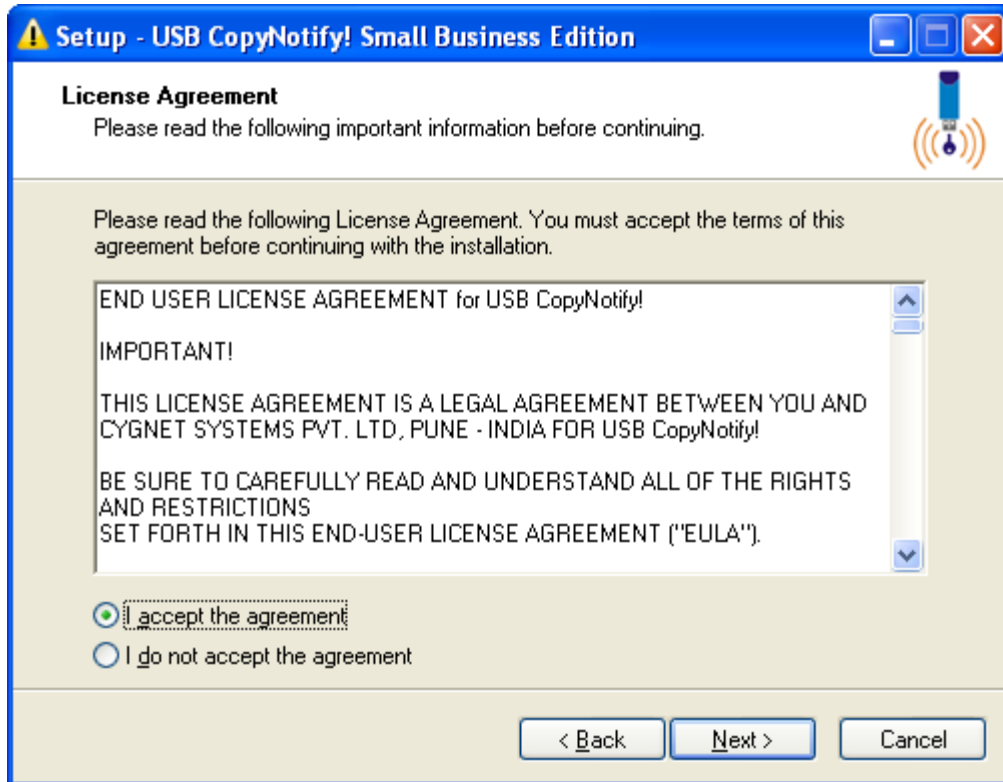 Setup - USB CopyNotify! Small Business Edition
License Agreement
Please read the following important information before continuing.
Please read the following License Agreement. You must accept the terms of this
agreement before continuing with the installation.
END USER LICENSE AGREEMENT for USB CopyNotify!
IMPORTANT!
THIS LICENSE AGREEMENT IS A LEGAL AGREEMENT BETWEEN YOU AND
CYGNET SYSTEMS PVT. LTD, PUNE - INDIA FOR USB CopyNotify!
BE SURE TO CAREFULLY READ AND UNDERSTAND ALL OF THE RIGHTS
AND RESTRICTIONS
SET FORTH IN THIS END-USER LICENSE AGREEMENT ("EULA").
I accept the agreement
I do not accept the agreement
< Back Next > Cancel